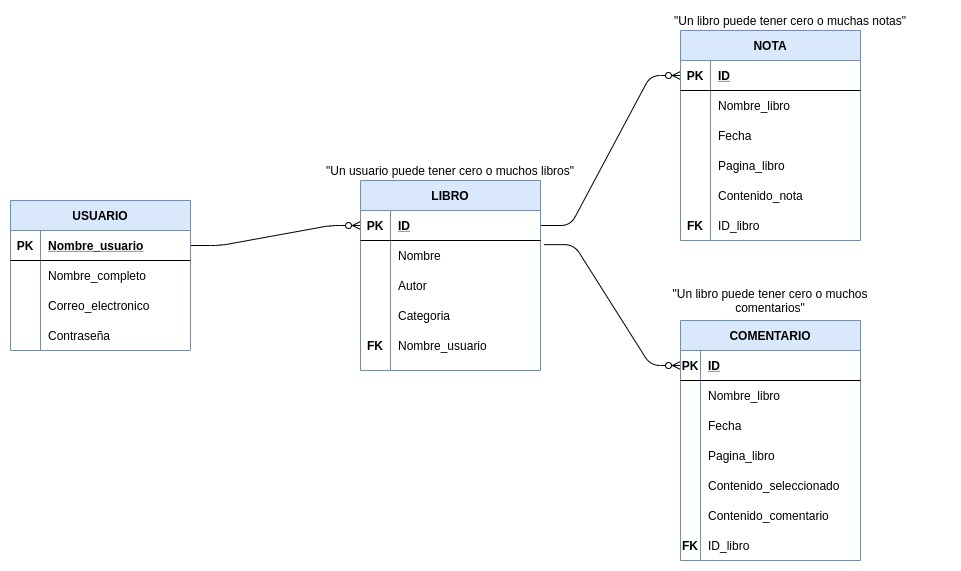 "Un libro puede tener cero o muchas notas"
NOTA
PK ID
Nombre_libro
Fecha
Pagina_libro
Contenido_nota
FK ID_libro
"Un usuario puede tener cero o muchos libros"
LIBRO
PK ID
Nombre
Autor
Categoria
FK Nombre_usuario
USUARIO
PK Nombre_usuario
Nombre_completo
Correo_electronico
Contraseña
"Un libro puede tener cero o muchos
comentarios"
COMENTARIO
PK ID
Nombre_libro
Fecha
Pagina_libro
Contenido_seleccionado
Contenido_comentario
FK ID_libro